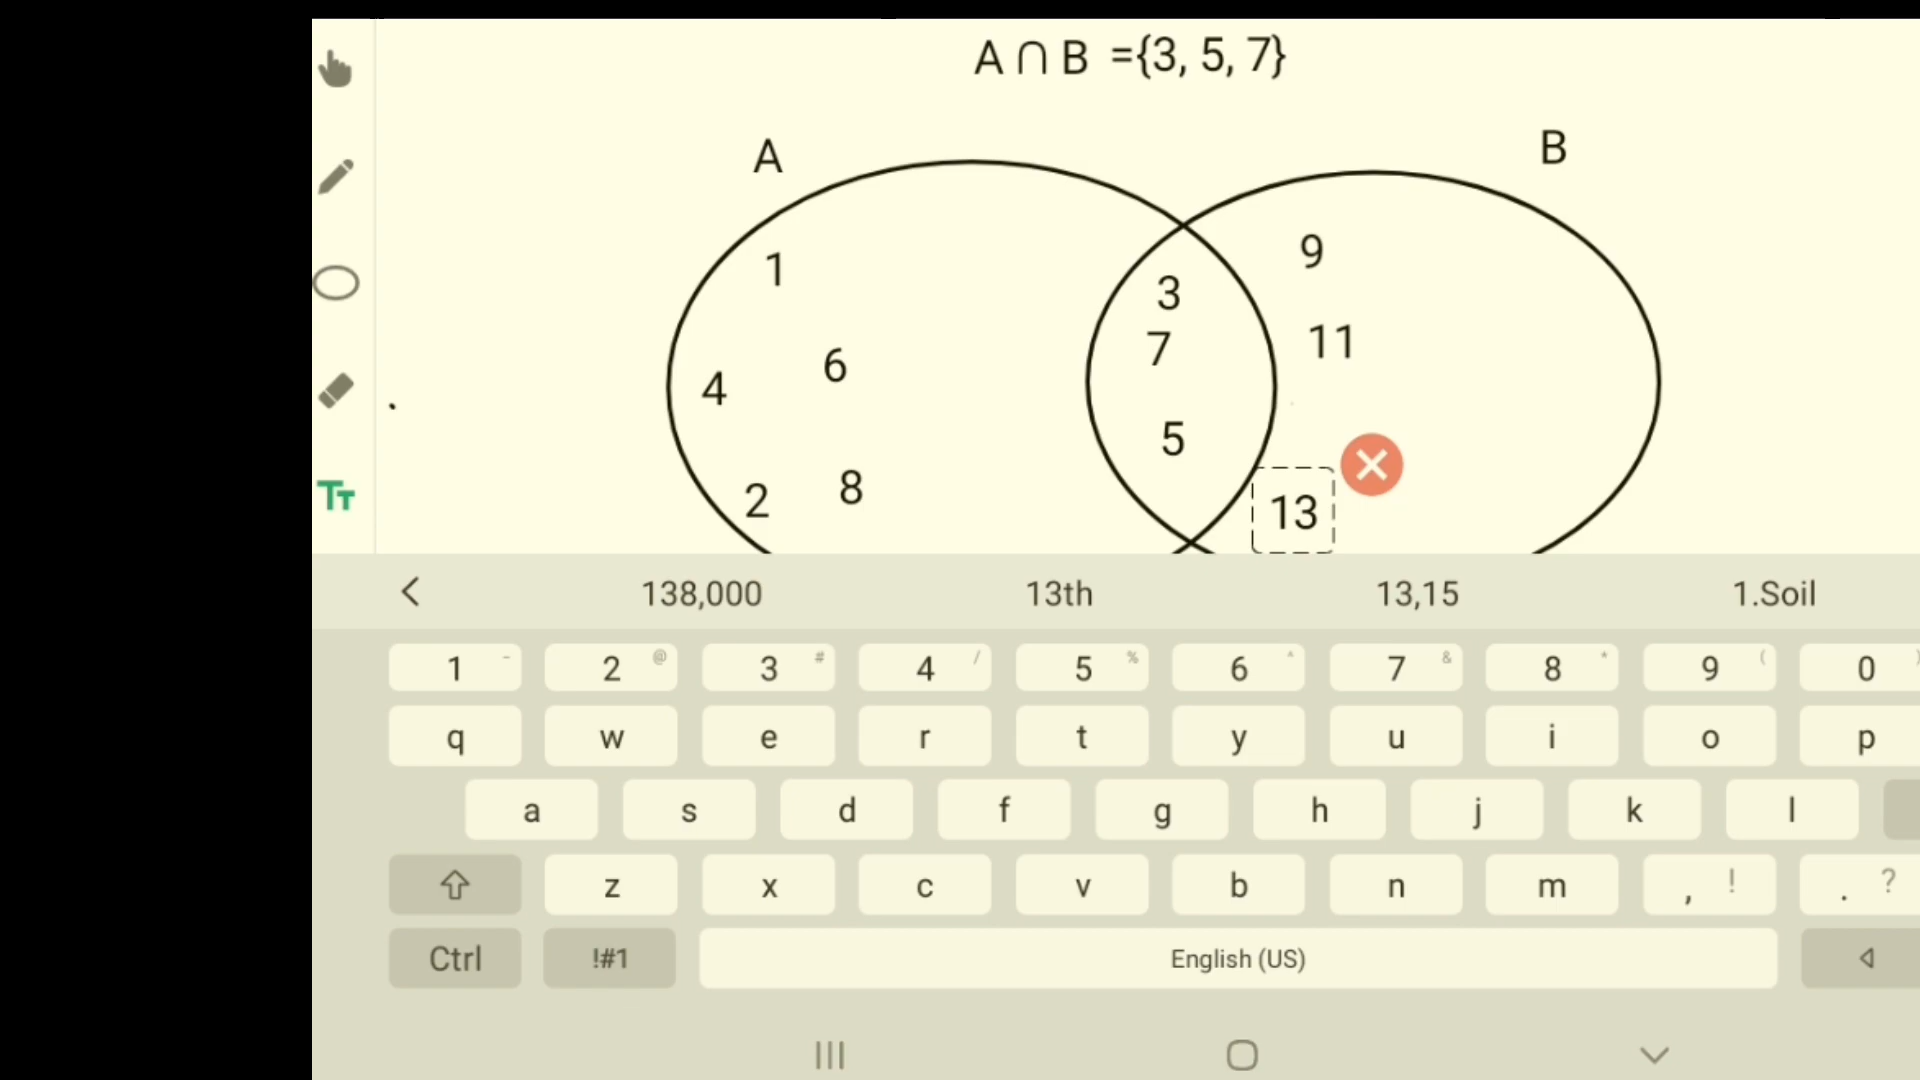 A ∩ B ={3, 5, 7}
A
B
1
9
3
7
11
6
4
5
8
2
13
138,000
13th
13,15
1.Soil
1 - 2 @ 3 # 4 / 5 % 6 ^ 7 & 8 * 9 ( 0 )
q w e r t y u i o p
a s d f g h j k l
z x c v b n m , ! . ?
Ctrl !#1 English (US)